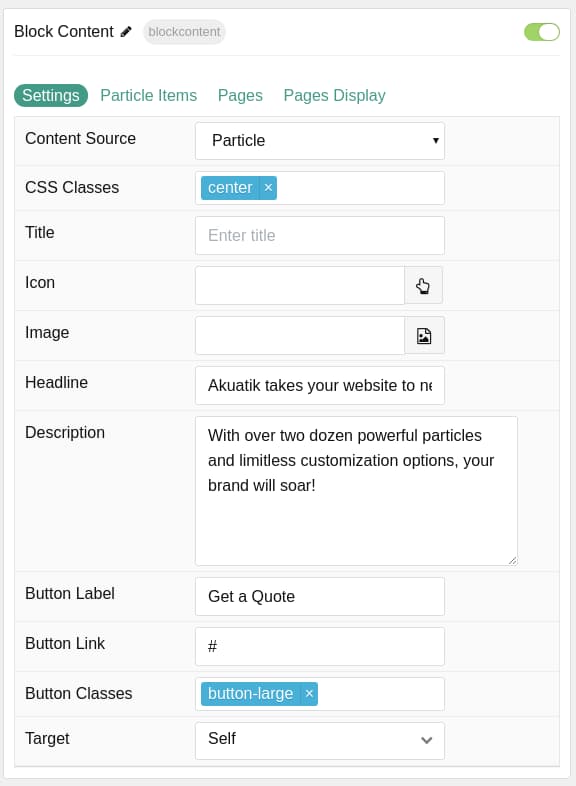 Block Content blockcontent
Settings Particle Items Pages Pages Display
Content Source Particle
CSS Classes center ×
Title Enter title
Icon
Image
Headline Akuatik takes your website to
Description With over two dozen powerful particles
and limitless customization options, your
brand will soar!
Button Label Get a Quote
Button Link #
Button Classes button-large ×
Target Self